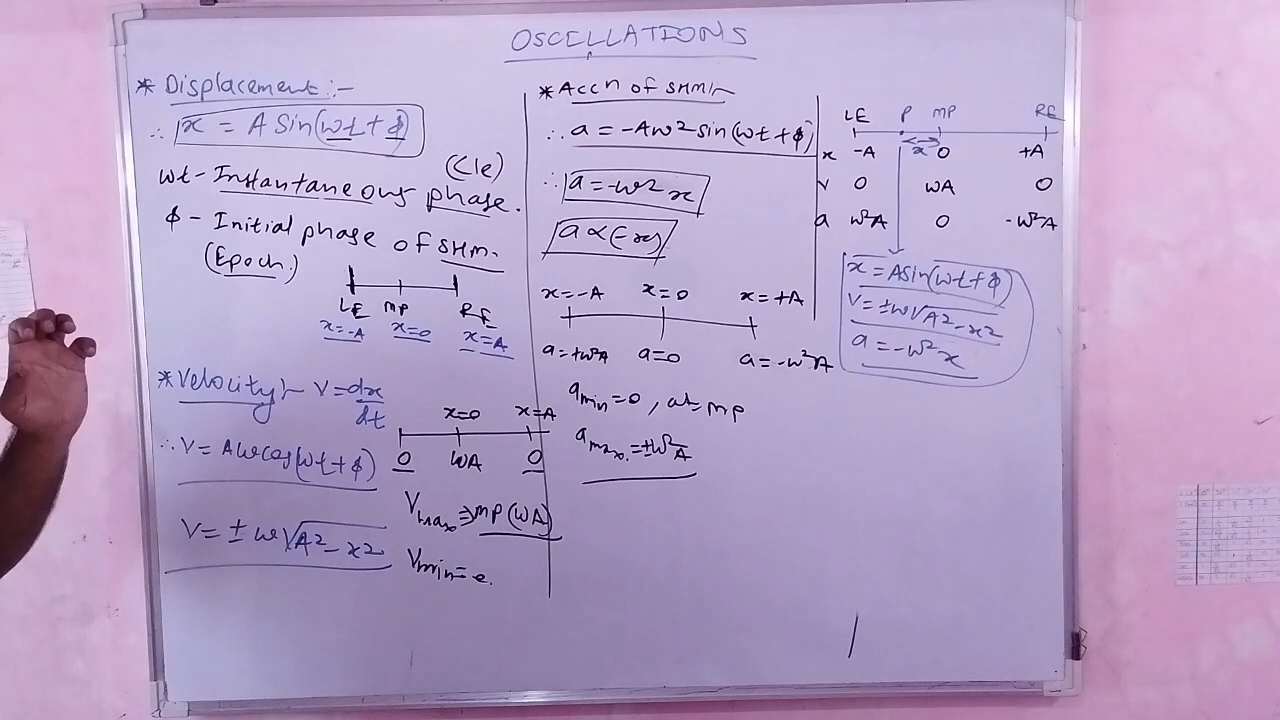 OSCILLATIONS
* Displacement :-
∴ x = A Sin(ωt + ϕ)
ωt - Instantaneous phase.
ϕ - Initial phase of SHM.
(Epoch.)
LE MP RE
x=-A x=0 x=A
* Velocity :- V = dx/dt
∴ V = Aω cos(ωt + ϕ)
V = ± ω√A² - x²
x=0 x=A
0 ωA 0
Vmax ⇒ MP (ωA)
Vmin = e.
* Accn of SHM :-
∴ a = -Aω² sin(ωt + ϕ)
∴ a = -ω² x
a ∝ (-x)
x=-A x=0 x=+A
a=+ω²A a=0 a=-ω²A
amin = 0, at MP
amax. = ±ω²A
LE P MP RE
x -A x 0 +A
v 0 ωA 0
a ω²A 0 -ω²A
x = A sin(ωt + ϕ)
V = ±ω√A² - x²
a = -ω² x